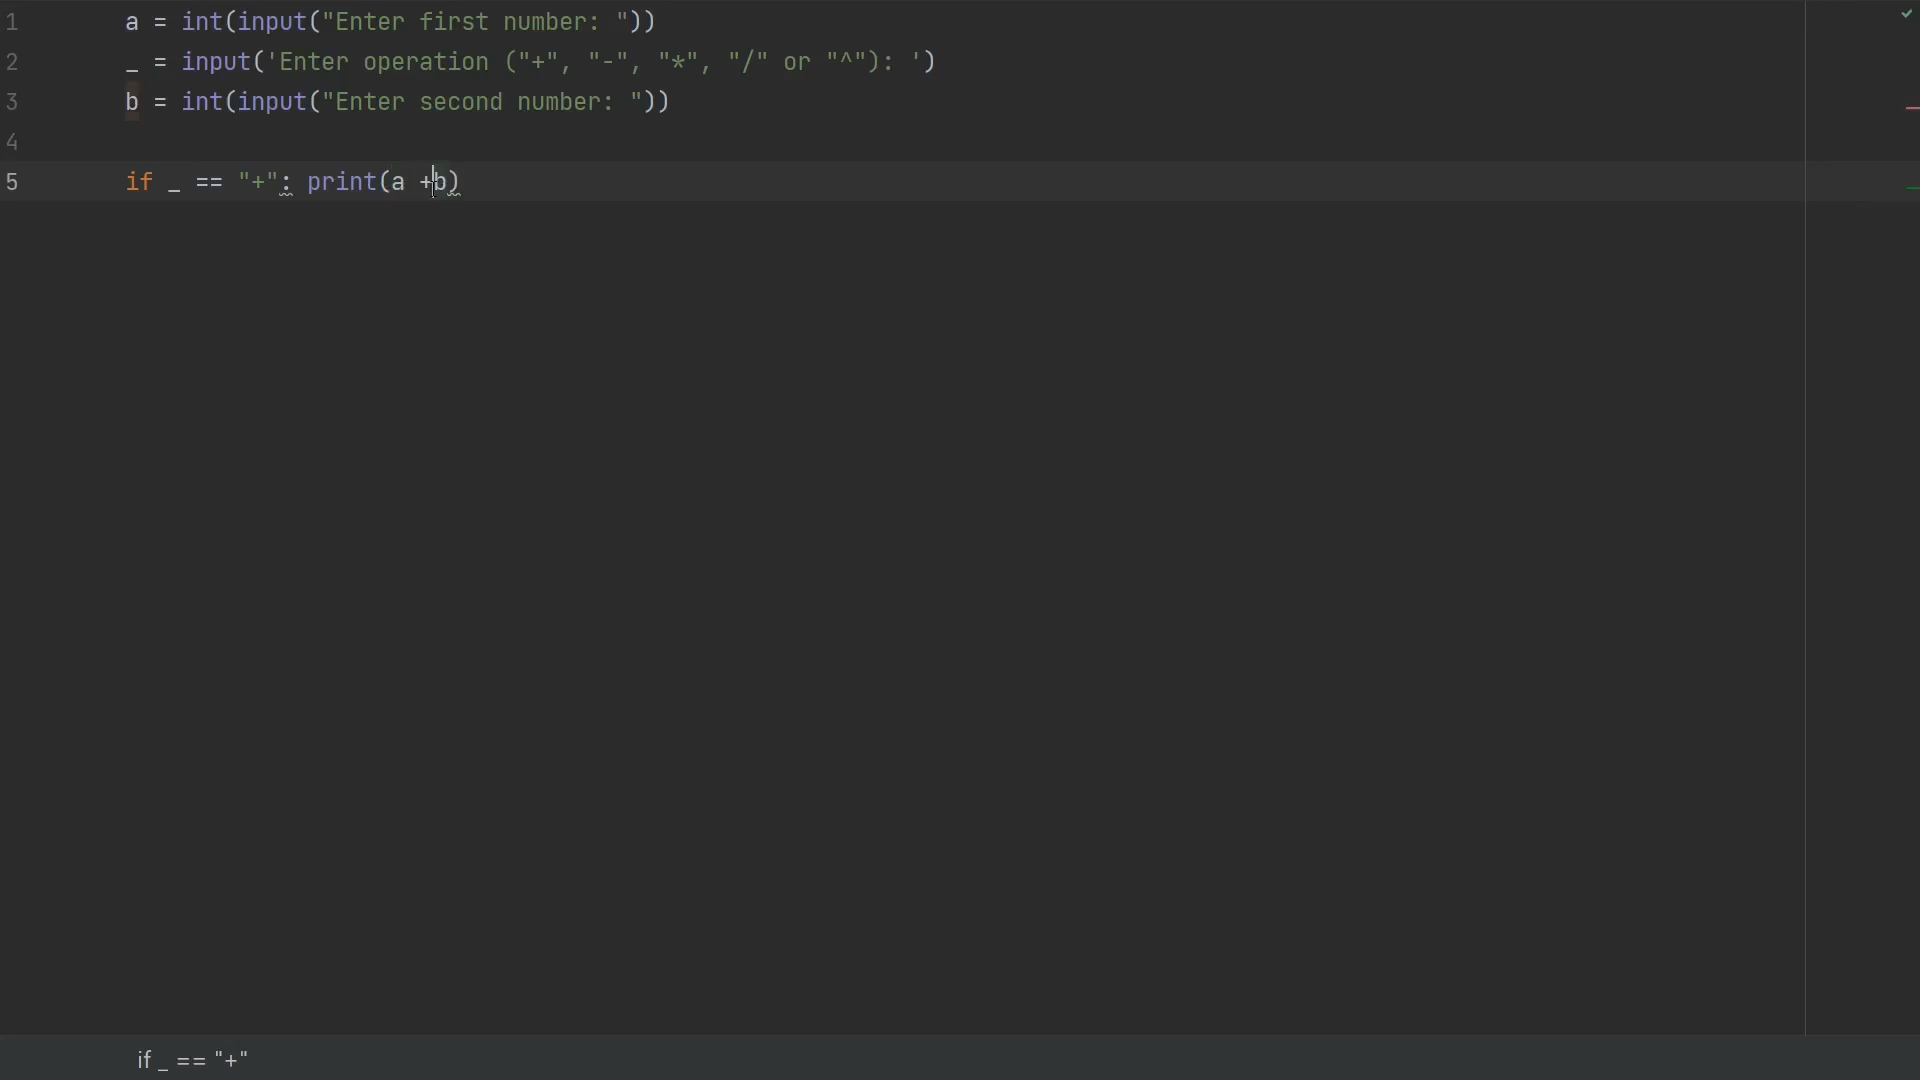 1 a = int(input("Enter first number: "))
2 _ = input('Enter operation ("+", "-", "*", "/" or "^"): ')
3 b = int(input("Enter second number: "))
4
5 if _ == "+": print(a +b)
if _ == "+"